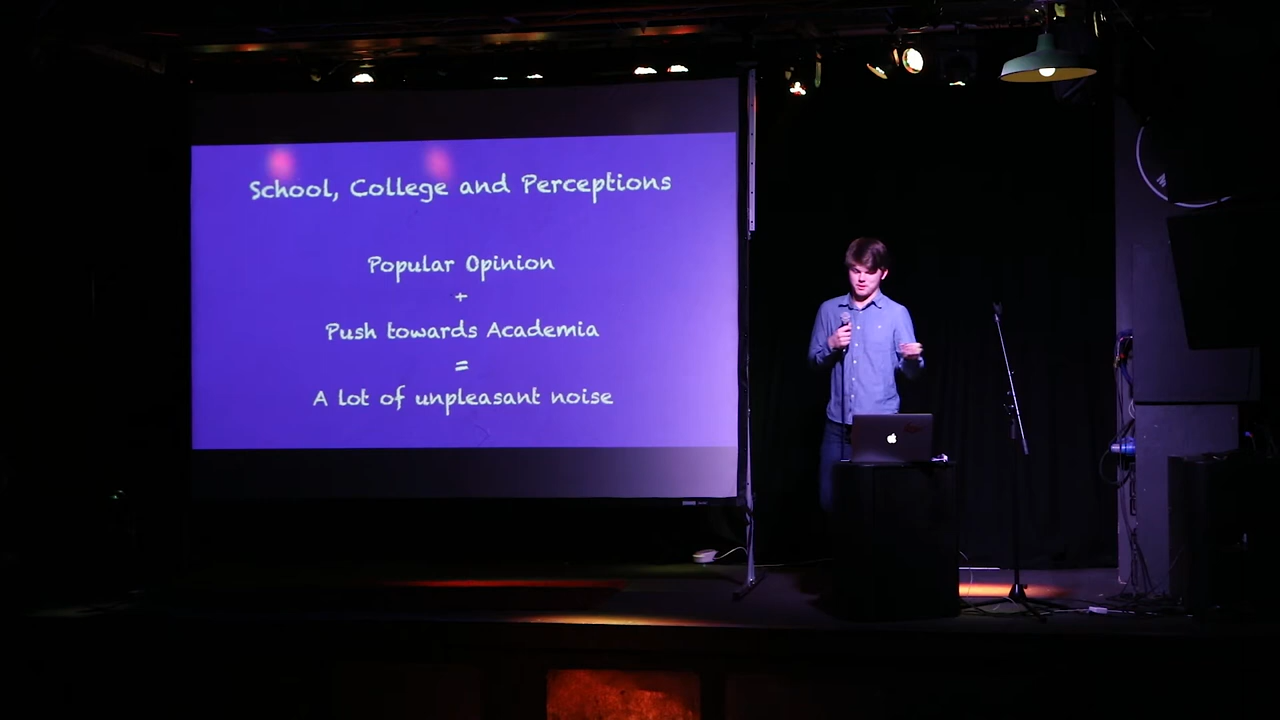 School, College and Perceptions
Popular Opinion
+
Push towards Academia
=
A lot of unpleasant noise